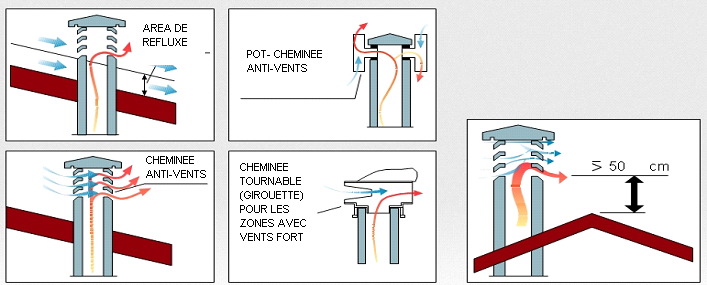 AREA DE
REFLUXE
POT- CHEMINEE
ANTI-VENTS
CHEMINEE
ANTI-VENTS
CHEMINEE
TOURNABLE
(GIROUETTE)
POUR LES
ZONES AVEC
VENTS FORT
≥ 50 cm